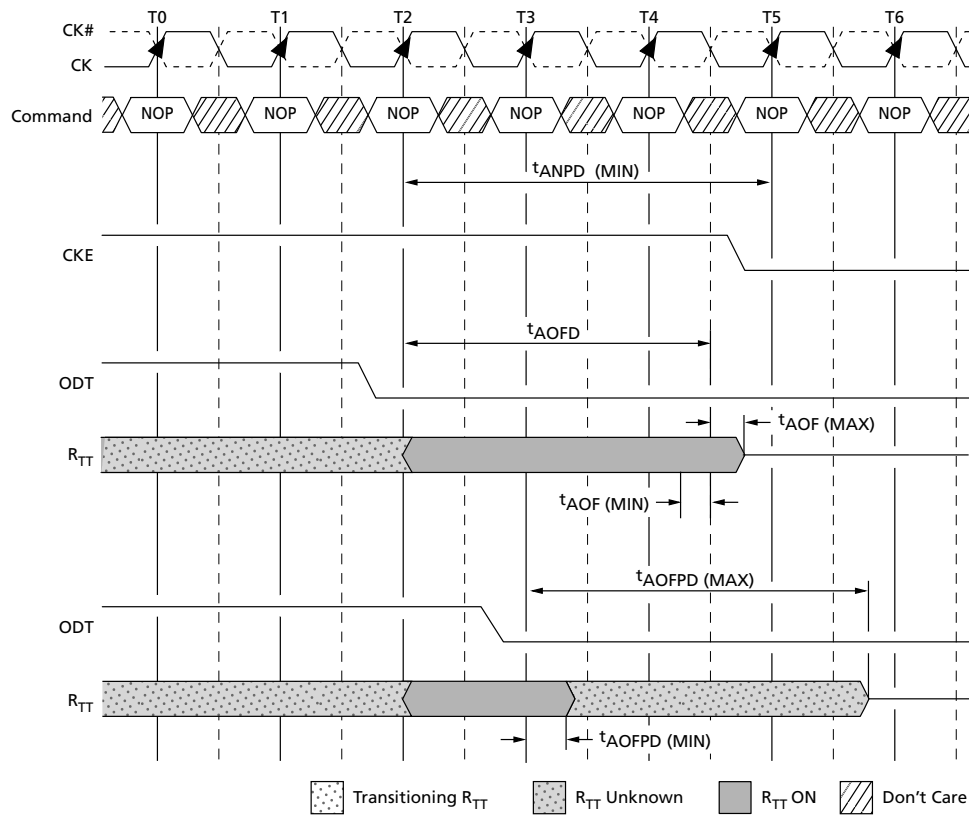 T0 T1 T2 T3 T4 T5 T6
CK#
CK
Command NOP NOP NOP NOP NOP NOP NOP
tANPD (MIN)
CKE
tAOFD
ODT
tAOF (MAX)
RTT
tAOF (MIN)
tAOFPD (MAX)
ODT
RTT
tAOFPD (MIN)
Transitioning RTT RTT Unknown RTT ON Don't Care